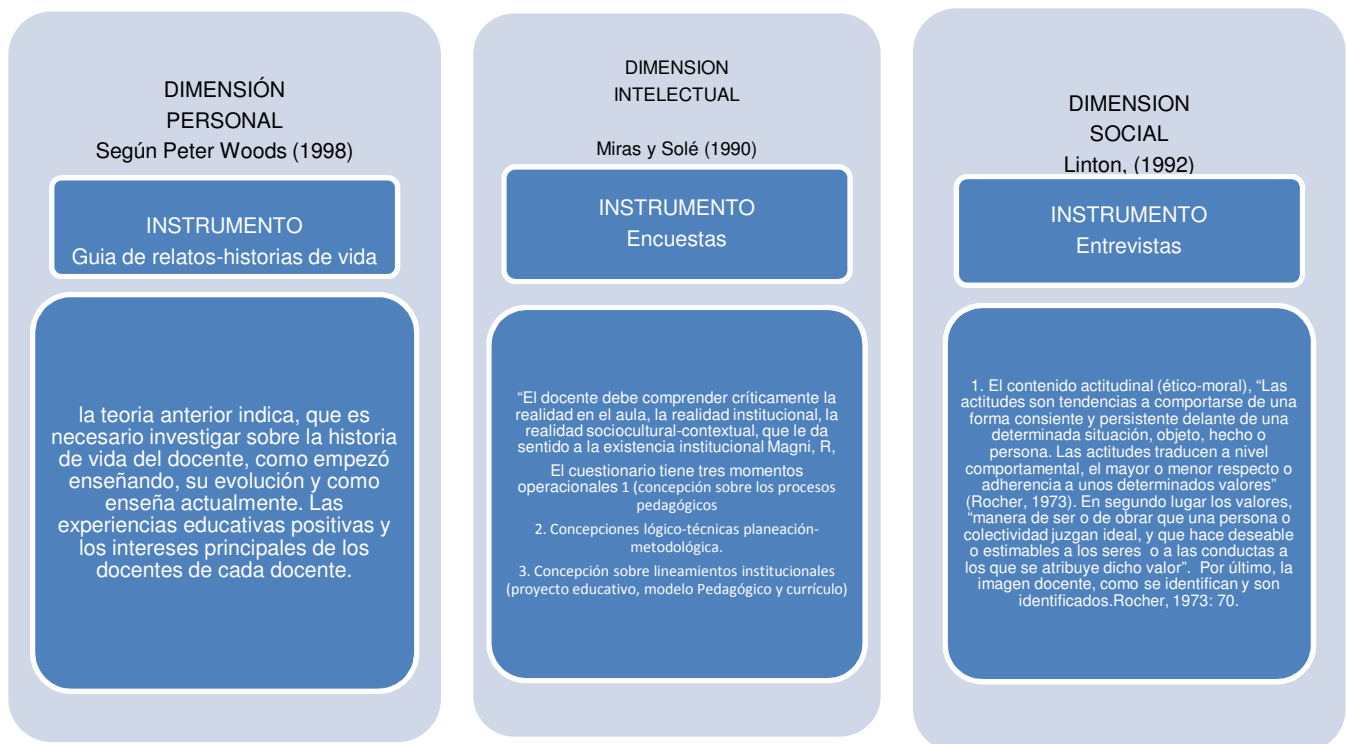 DIMENSIÓN
PERSONAL
Según Peter Woods (1998)
INSTRUMENTO
Guia de relatos-historias de vida
la teoria anterior indica, que es
necesario investigar sobre la historia
de vida del docente, como empezó
enseñando, su evolución y como
enseña actualmente. Las
experiencias educativas positivas y
los intereses principales de los
docentes de cada docente.
DIMENSION
INTELECTUAL
Miras y Solé (1990)
INSTRUMENTO
Encuestas
“El docente debe comprender críticamente la
realidad en el aula, la realidad institucional, la
realidad sociocultural-contextual, que le da
sentido a la existencia institucional Magni, R,
El cuestionario tiene tres momentos
operacionales 1 (concepción sobre los procesos
pedagógicos
2. Concepciones lógico-técnicas planeación-
metodológica.
3. Concepción sobre lineamientos institucionales
(proyecto educativo, modelo Pedagógico y currículo)
DIMENSION
SOCIAL
Linton, (1992)
INSTRUMENTO
Entrevistas
1. El contenido actitudinal (ético-moral), “Las
actitudes son tendencias a comportarse de una
forma consiente y persistente delante de una
determinada situación, objeto, hecho o
persona. Las actitudes traducen a nivel
comportamental, el mayor o menor respecto o
adherencia a unos determinados valores”
(Rocher, 1973). En segundo lugar los valores,
“manera de ser o de obrar que una persona o
colectividad juzgan ideal, y que hace deseable
o estimables a los seres o a las conductas a
los que se atribuye dicho valor”. Por último, la
imagen docente, como se identifican y son
identificados.Rocher, 1973: 70.